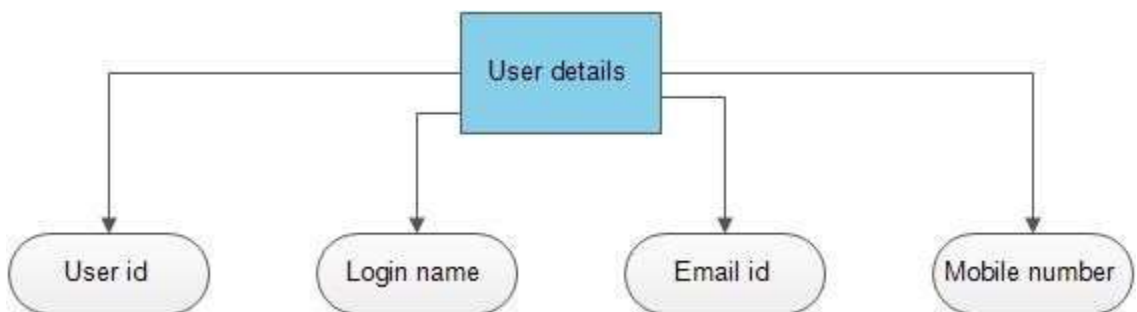 User details
User id
Login name
Email id
Mobile number